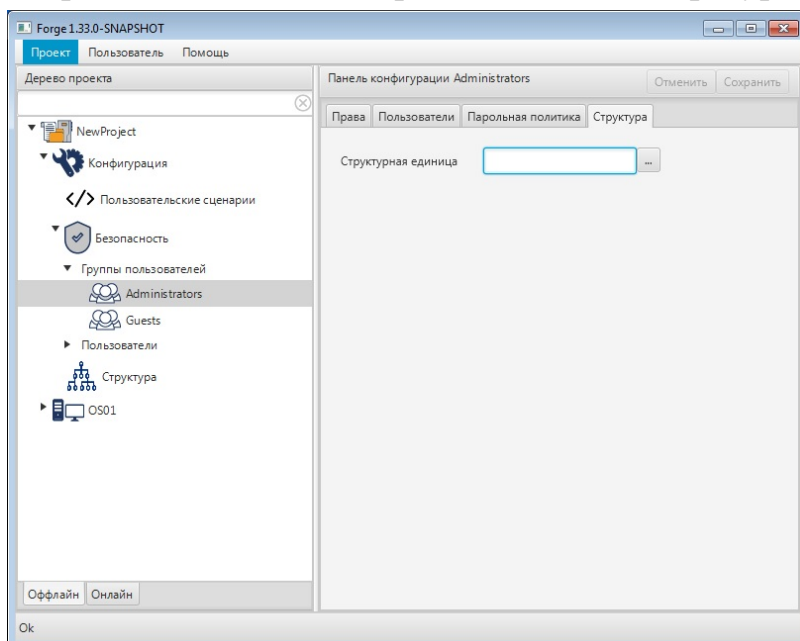 Forge 1.33.0-SNAPSHOT
Проект Пользователь Помощь
Дерево проекта
NewProject
Конфигурация
</> Пользовательские сценарии
Безопасность
Группы пользователей
Administrators
Guests
Пользователи
Структура
OS01
Оффлайн Онлайн
Панель конфигурации Administrators Отменить Сохранить
Права Пользователи Парольная политика Структура
Структурная единица ...
Ok